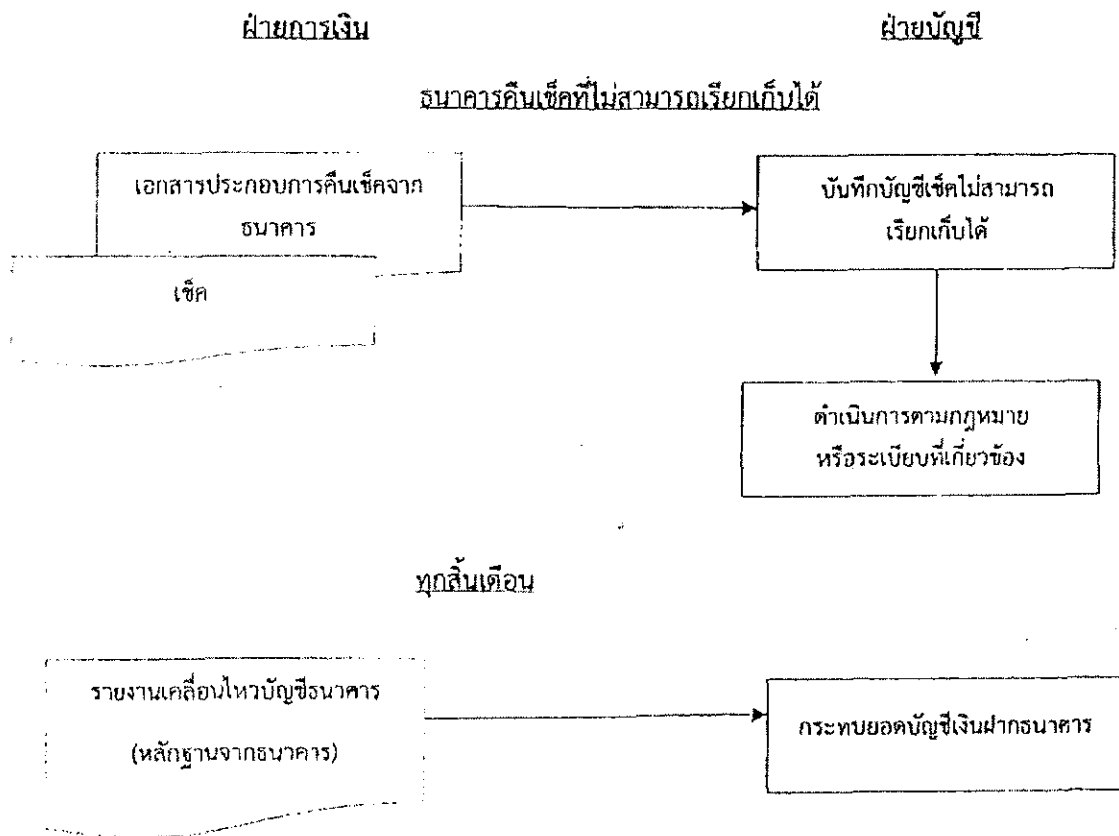 ฝ่ายการเงิน
ฝ่ายบัญชี
ธนาคารคืนเช็คที่ไม่สามารถเรียกเก็บได้
เอกสารประกอบการคืนเช็คจาก
ธนาคาร
เช็ค
บันทึกบัญชีเช็คไม่สามารถ
เรียกเก็บได้
ดำเนินการตามกฎหมาย
หรือระเบียบที่เกี่ยวข้อง
ทุกสิ้นเดือน
รายงานเคลื่อนไหวบัญชีธนาคาร
(หลักฐานจากธนาคาร)
กระทบยอดบัญชีเงินฝากธนาคาร